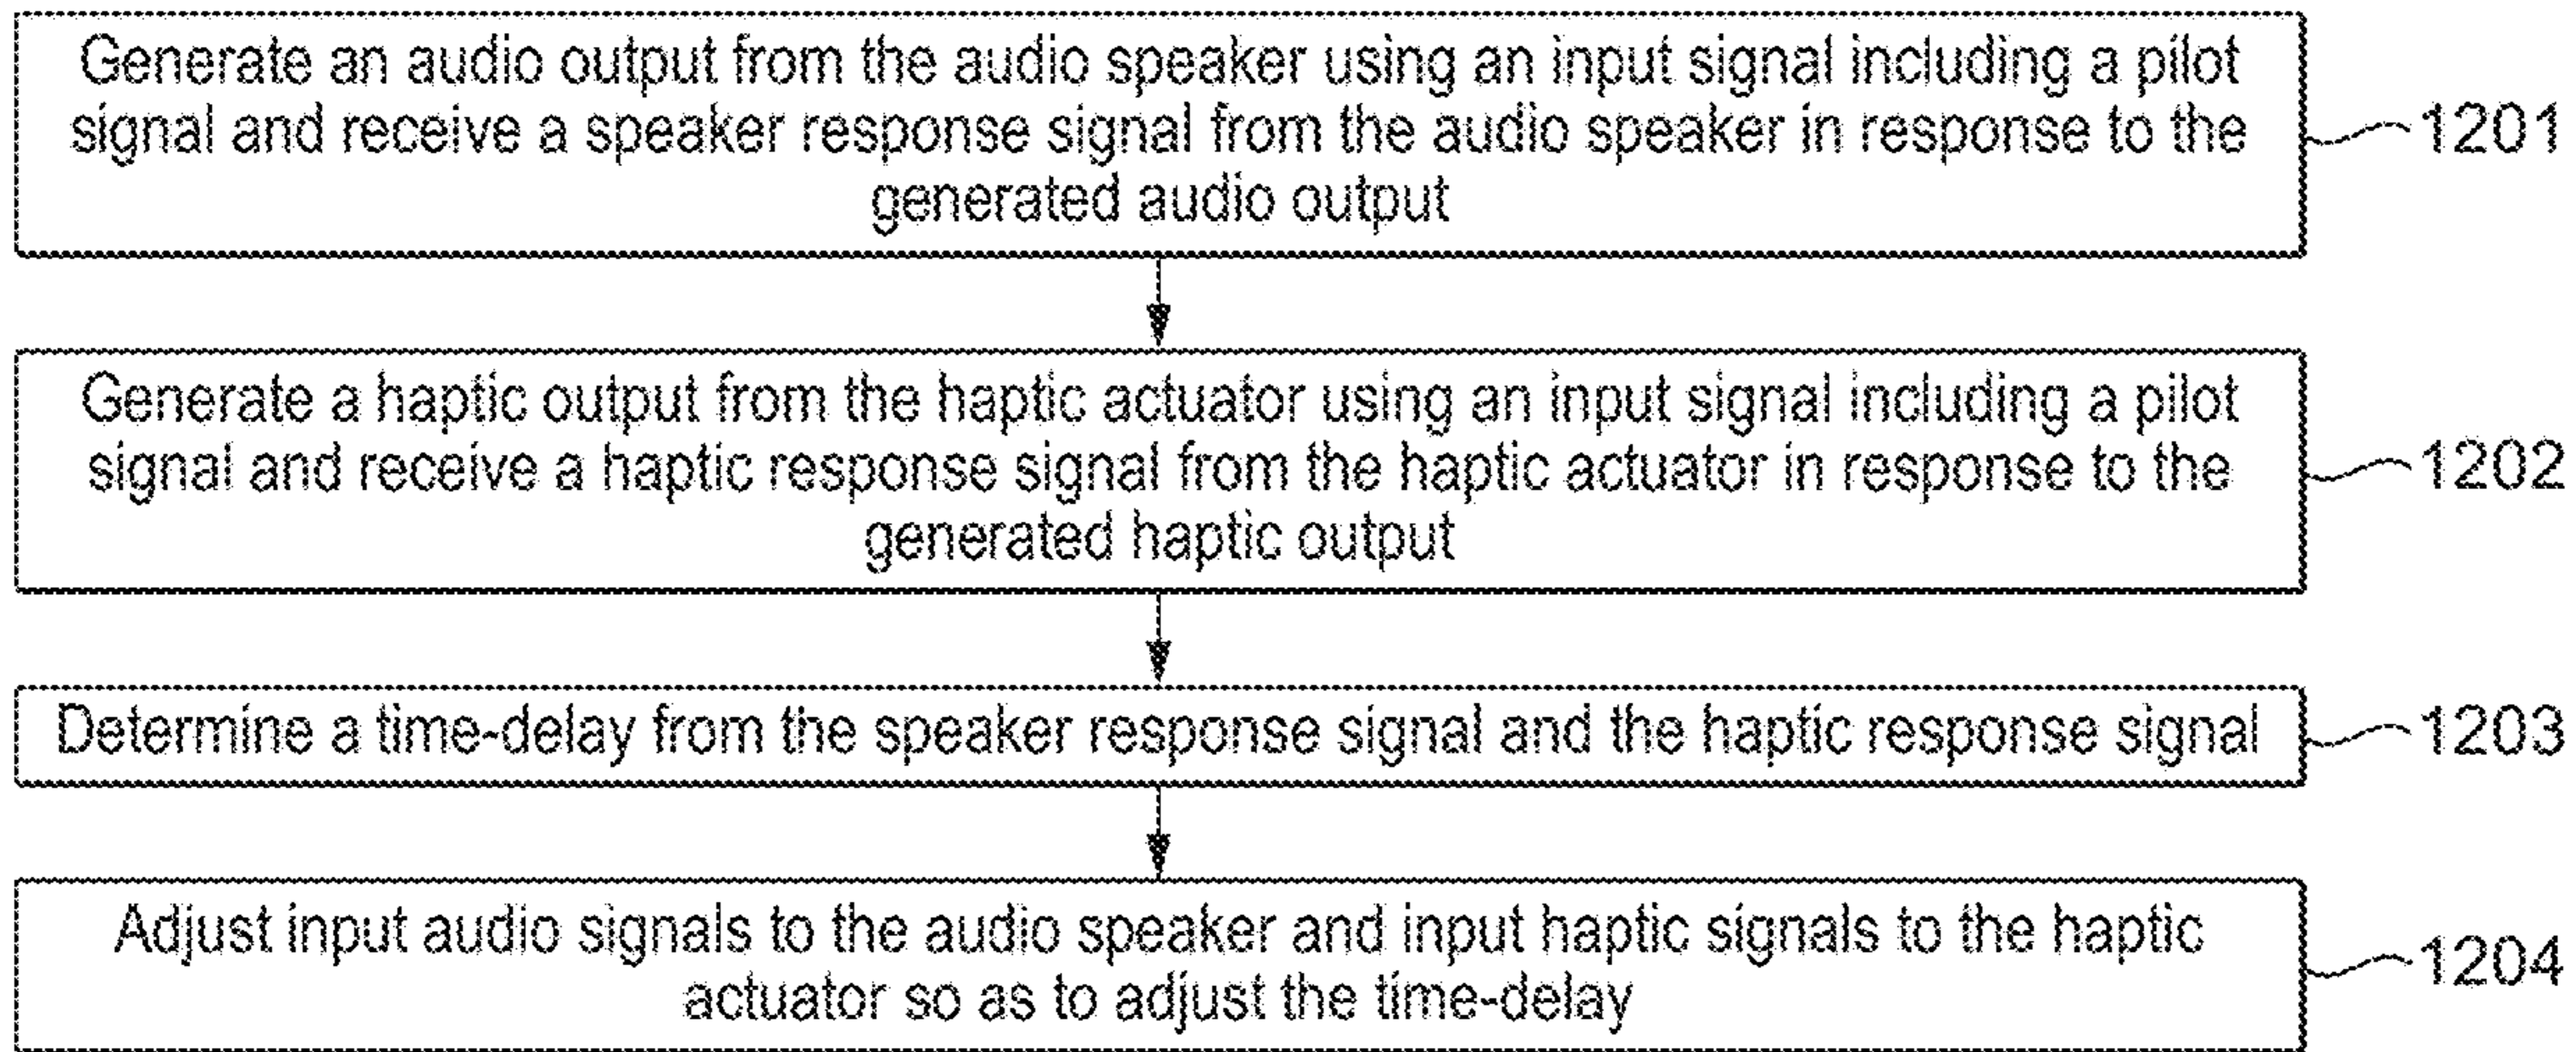 Generate an audio output from the audio speaker using an input signal including a pilot
signal and receive a speaker response signal from the audio speaker in response to the
generated audio output
1201
Generate a haptic output from the haptic actuator using an input signal including a pilot
signal and receive a haptic response signal from the haptic actuator in response to the
generated haptic output
1202
Determine a time-delay from the speaker response signal and the haptic response signal
1203
Adjust input audio signals to the audio speaker and input haptic signals to the haptic
actuator so as to adjust the time-delay
1204